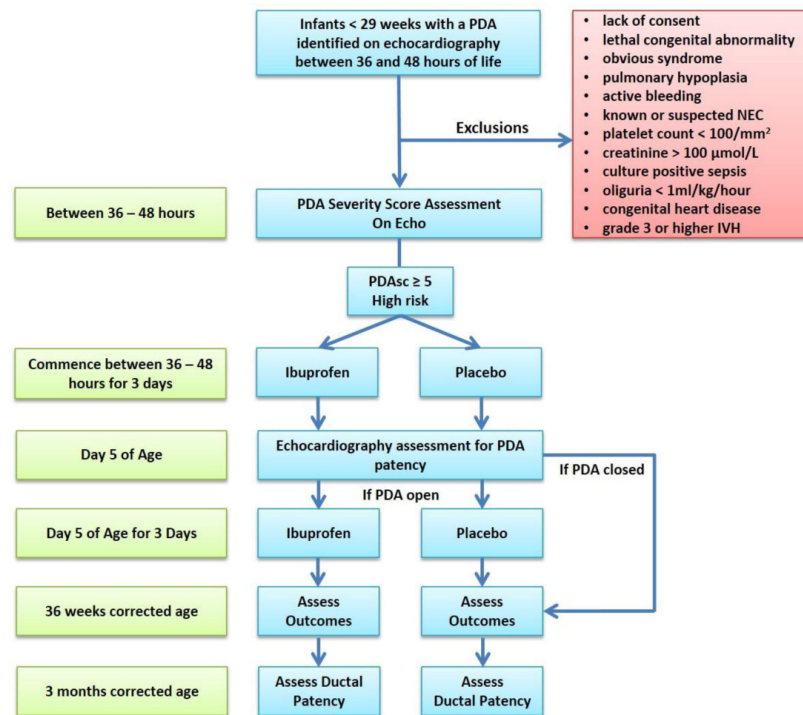 Infants < 29 weeks with a PDA
identified on echocardiography
between 36 and 48 hours of life
• lack of consent
• lethal congenital abnormality
• obvious syndrome
• pulmonary hypoplasia
• active bleeding
• known or suspected NEC
• platelet count < 100/mm²
• creatinine > 100 µmol/L
• culture positive sepsis
• oliguria < 1ml/kg/hour
• congenital heart disease
• grade 3 or higher IVH
Exclusions
Between 36 – 48 hours
PDA Severity Score Assessment
On Echo
PDAsc ≥ 5
High risk
Commence between 36 – 48
hours for 3 days
Ibuprofen
Placebo
Day 5 of Age
Echocardiography assessment for PDA
patency
If PDA closed
If PDA open
Day 5 of Age for 3 Days
Ibuprofen
Placebo
36 weeks corrected age
Assess
Outcomes
Assess
Outcomes
3 months corrected age
Assess Ductal
Patency
Assess
Ductal Patency